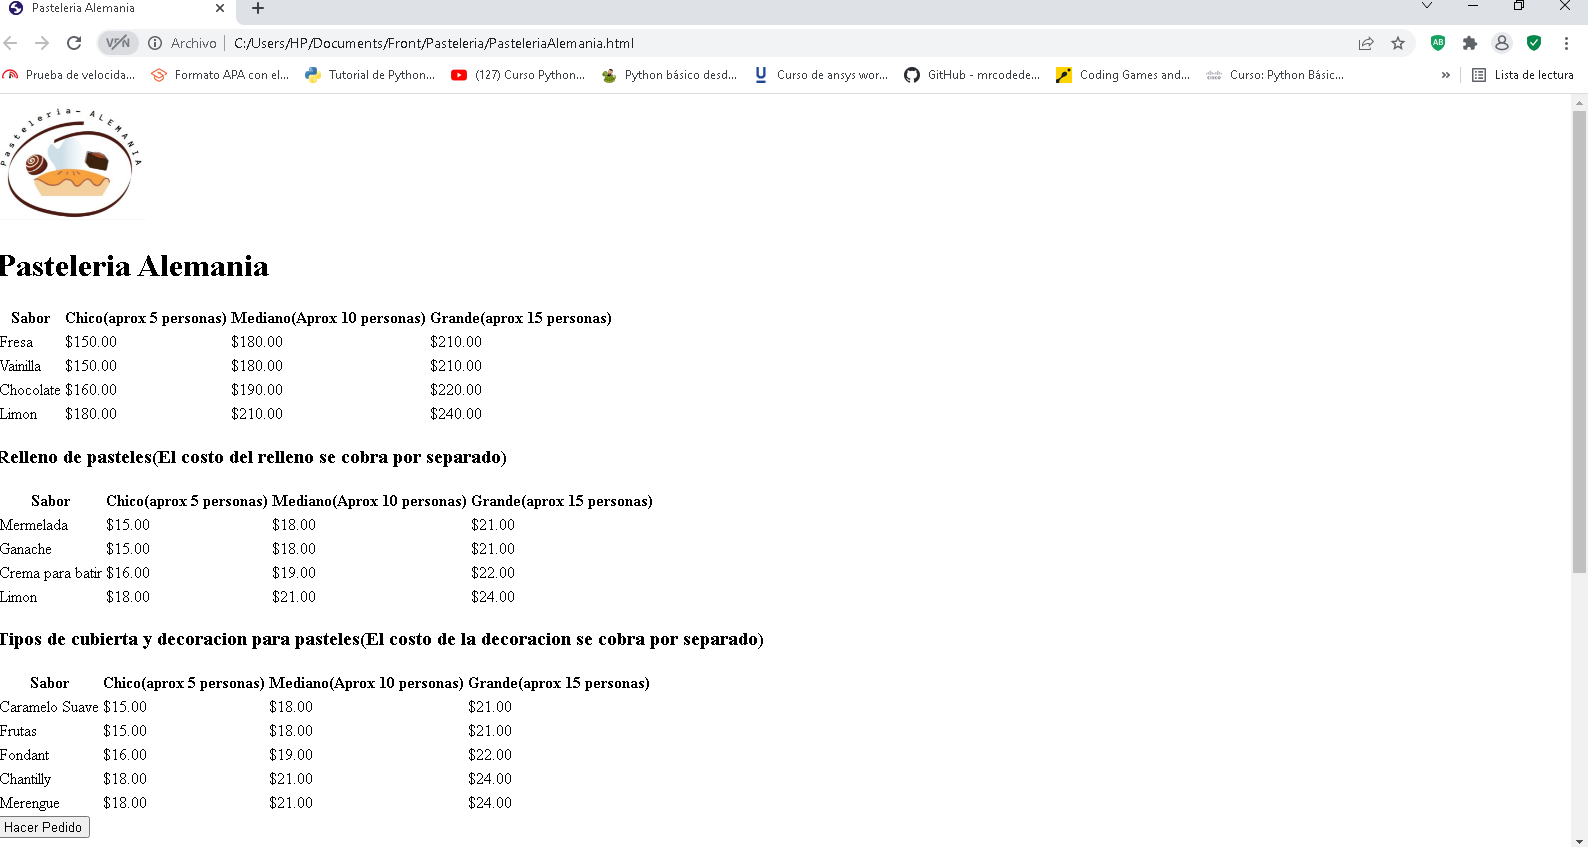 Pasteleria Alemania
VPN Archivo C:/Users/HP/Documents/Front/Pasteleria/PasteleriaAlemania.html AB
Prueba de velocida... Formato APA con el... Tutorial de Python... (127) Curso Python... Python básico desd... Curso de ansys wor... GitHub - mrcodede... Coding Games and... Curso: Python Básic... » Lista de lectura
Pasteleria- ALEMANIA
Pasteleria Alemania
Sabor Chico(aprox 5 personas) Mediano(Aprox 10 personas) Grande(aprox 15 personas)
Fresa $150.00 $180.00 $210.00
Vainilla $150.00 $180.00 $210.00
Chocolate $160.00 $190.00 $220.00
Limon $180.00 $210.00 $240.00
Relleno de pasteles(El costo del relleno se cobra por separado)
Sabor Chico(aprox 5 personas) Mediano(Aprox 10 personas) Grande(aprox 15 personas)
Mermelada $15.00 $18.00 $21.00
Ganache $15.00 $18.00 $21.00
Crema para batir $16.00 $19.00 $22.00
Limon $18.00 $21.00 $24.00
Tipos de cubierta y decoracion para pasteles(El costo de la decoracion se cobra por separado)
Sabor Chico(aprox 5 personas) Mediano(Aprox 10 personas) Grande(aprox 15 personas)
Caramelo Suave $15.00 $18.00 $21.00
Frutas $15.00 $18.00 $21.00
Fondant $16.00 $19.00 $22.00
Chantilly $18.00 $21.00 $24.00
Merengue $18.00 $21.00 $24.00
Hacer Pedido